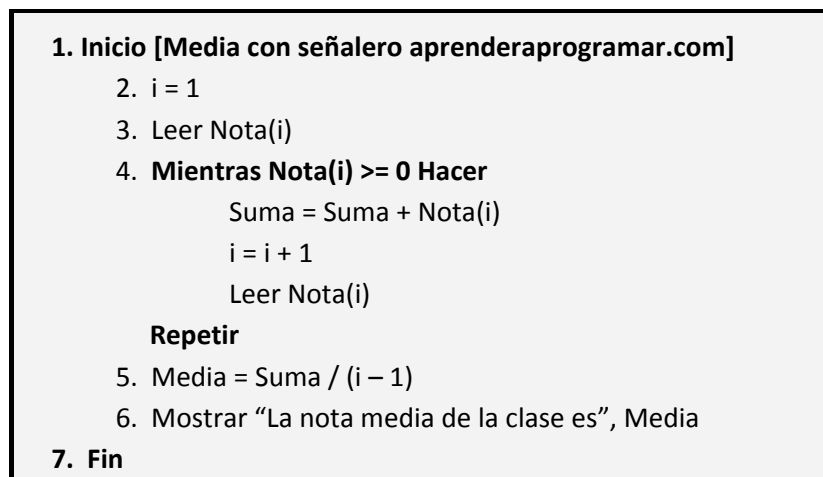 1. Inicio [Media con señalero aprenderaprogramar.com]
2. i = 1
3. Leer Nota(i)
4. Mientras Nota(i) >= 0 Hacer
Suma = Suma + Nota(i)
i = i + 1
Leer Nota(i)
Repetir
5. Media = Suma / (i – 1)
6. Mostrar “La nota media de la clase es”, Media
7. Fin